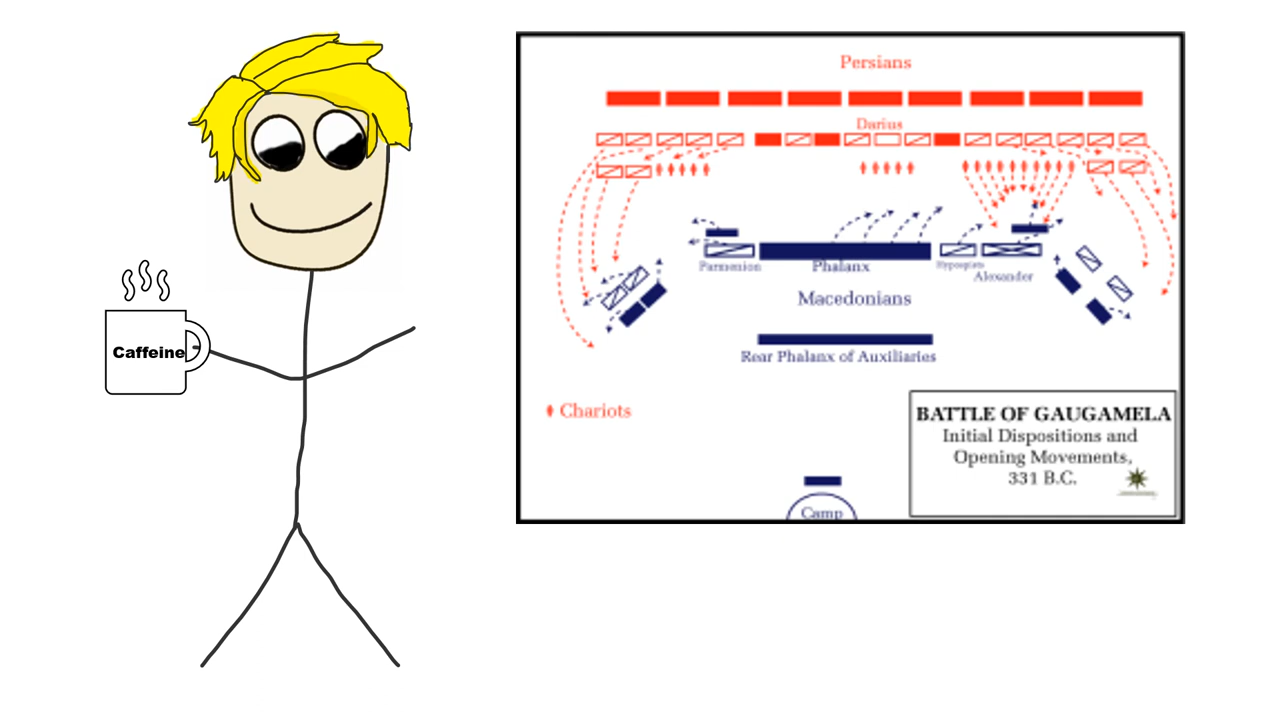 Caffeine
Persians
Darius
Parmenion
Phalanx
Hypaspists
Alexander
Macedonians
Rear Phalanx of Auxiliaries
Chariots
BATTLE OF GAUGAMELA
Initial Dispositions and
Opening Movements,
331 B.C.
Camp